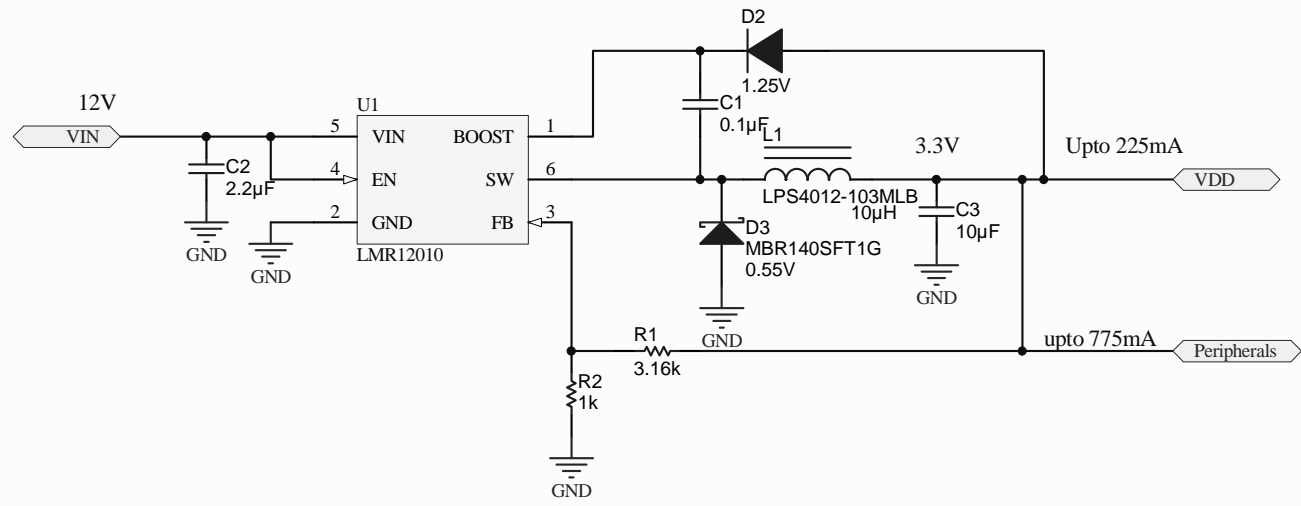 D2
1.25V
12V
U1
C1
0.1µF
VIN
5
VIN
BOOST
1
L1
3.3V
Upto 225mA
C2
2.2µF
4
EN
SW
6
VDD
LPS4012-103MLB
10µH
C3
10µF
2
GND
FB
3
D3
MBR140SFT1G
0.55V
GND
GND
LMR12010
GND
GND
R1
3.16k
upto 775mA
Peripherals
R2
1k
GND